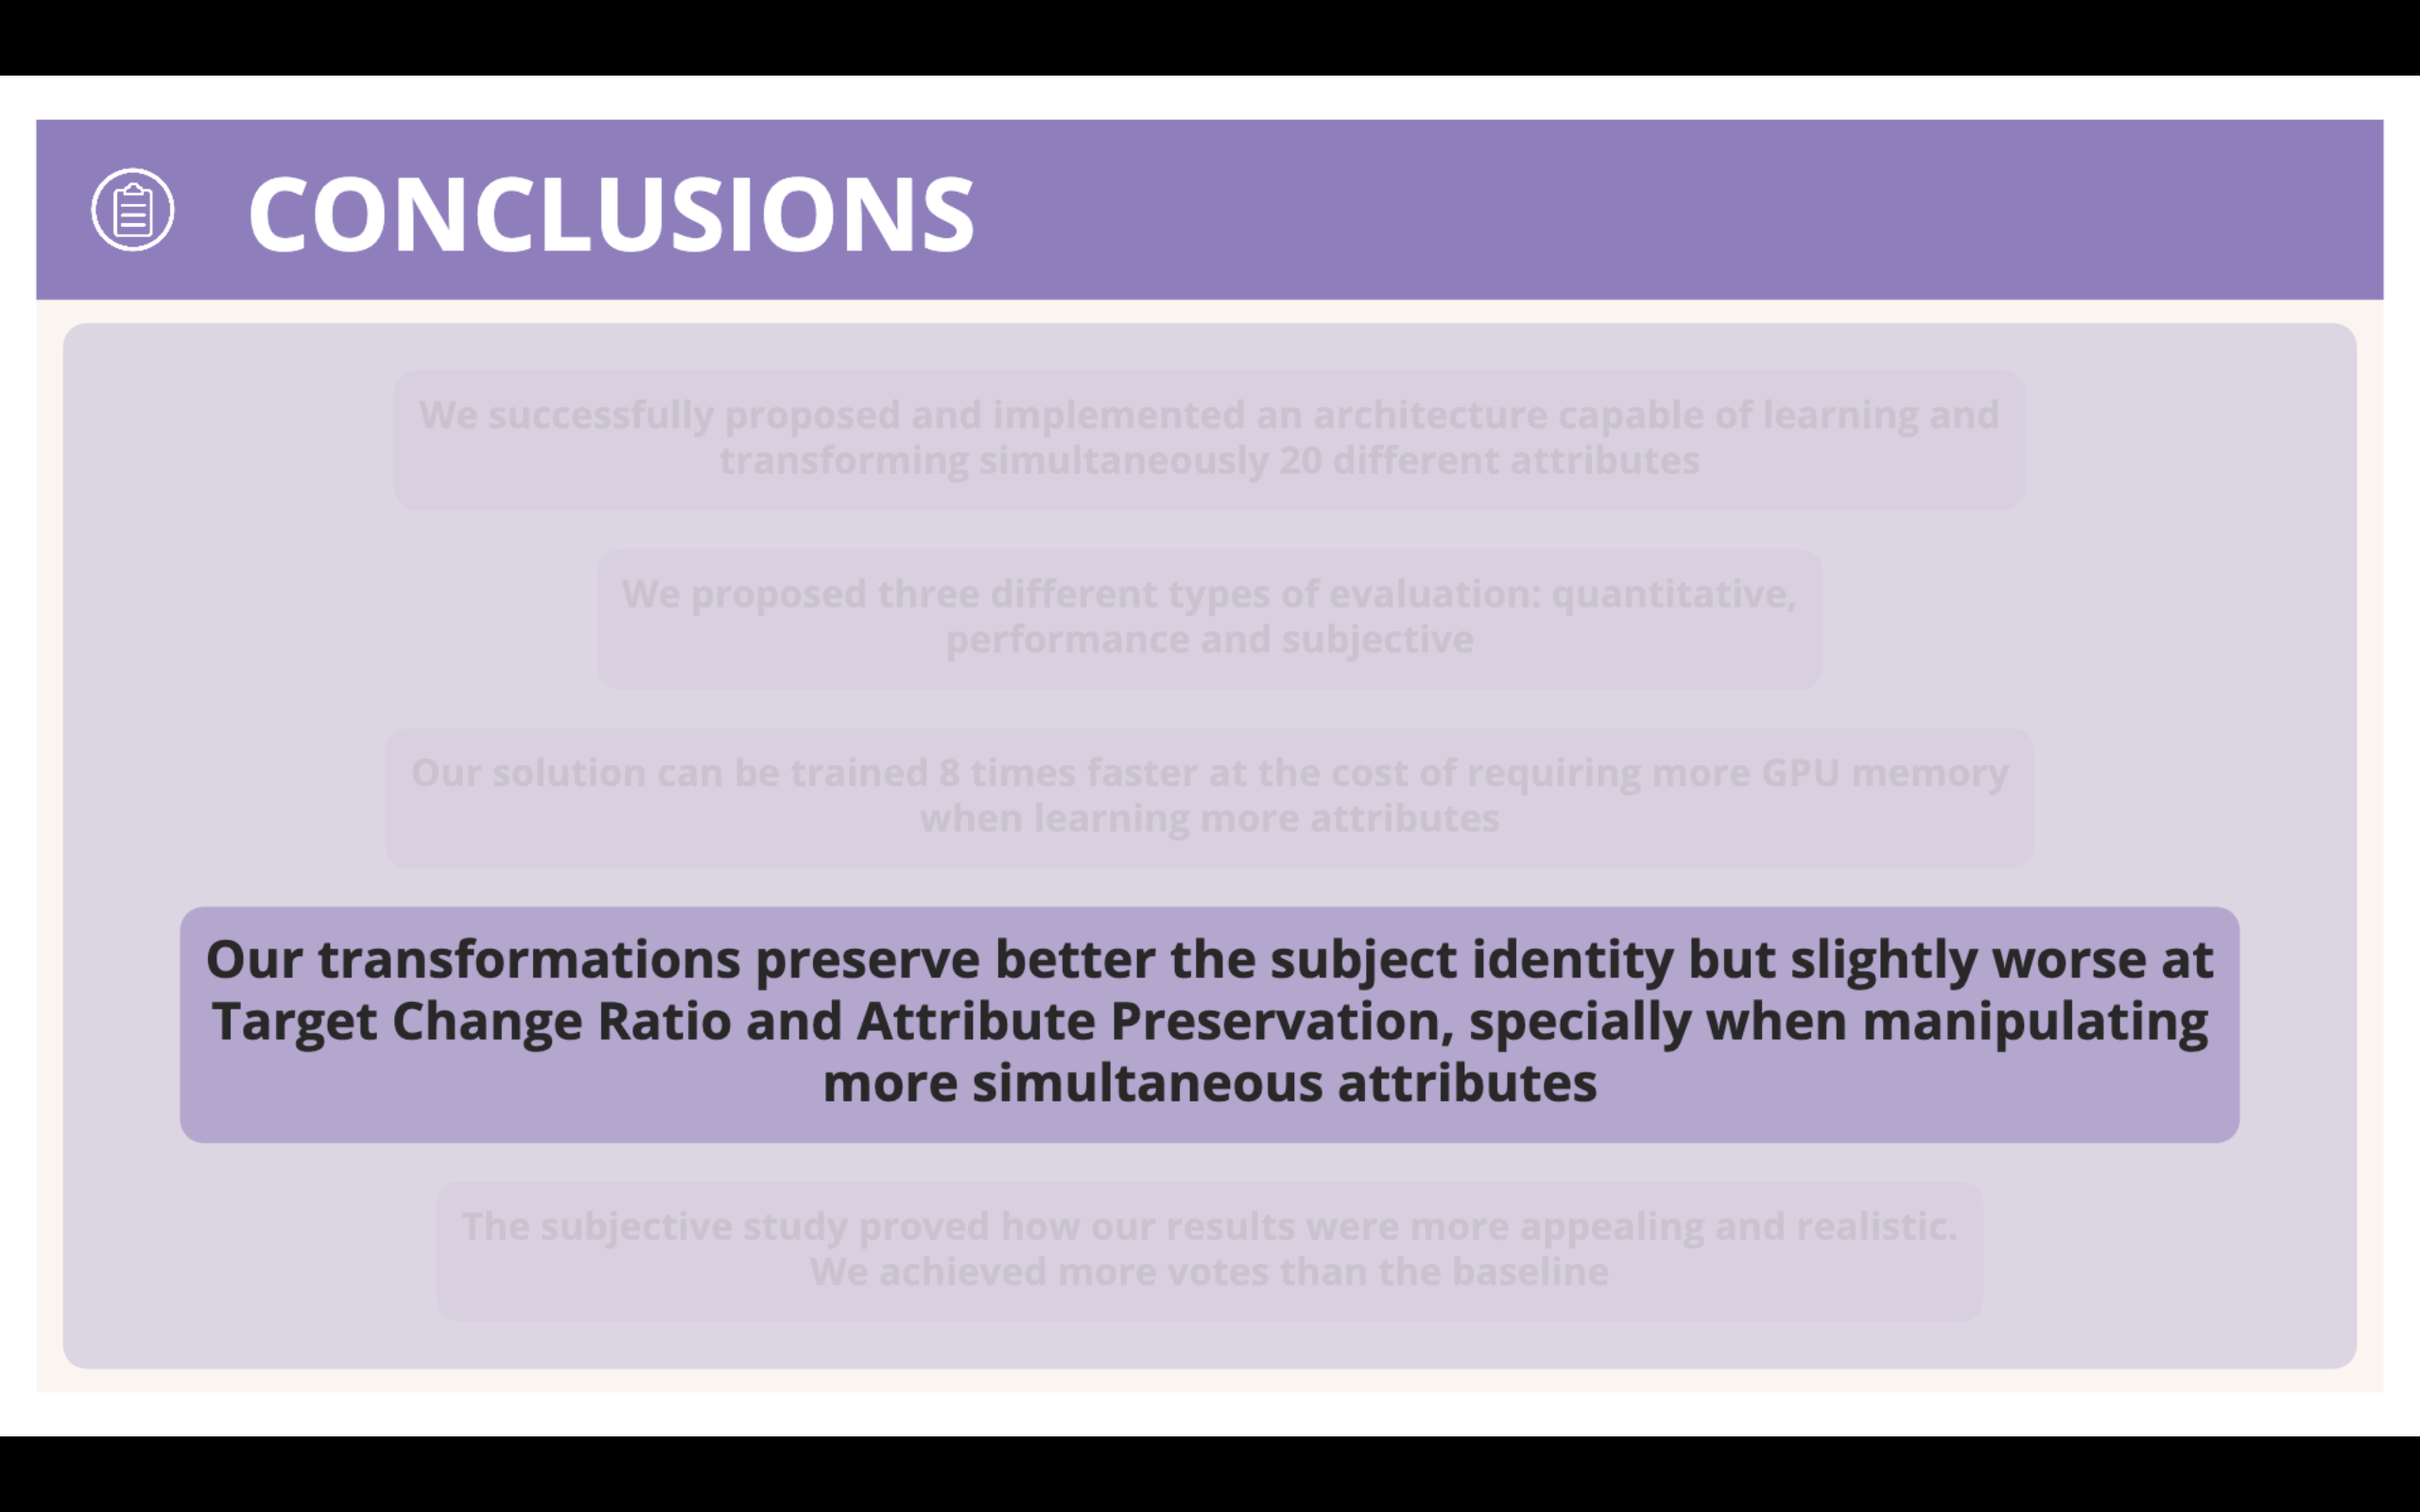 CONCLUSIONS
We successfully proposed and implemented an architecture capable of learning and
transforming simultaneously 20 different attributes
We proposed three different types of evaluation: quantitative,
performance and subjective
Our solution can be trained 8 times faster at the cost of requiring more GPU memory
when learning more attributes
Our transformations preserve better the subject identity but slightly worse at
Target Change Ratio and Attribute Preservation, specially when manipulating
more simultaneous attributes
The subjective study proved how our results were more appealing and realistic.
We achieved more votes than the baseline